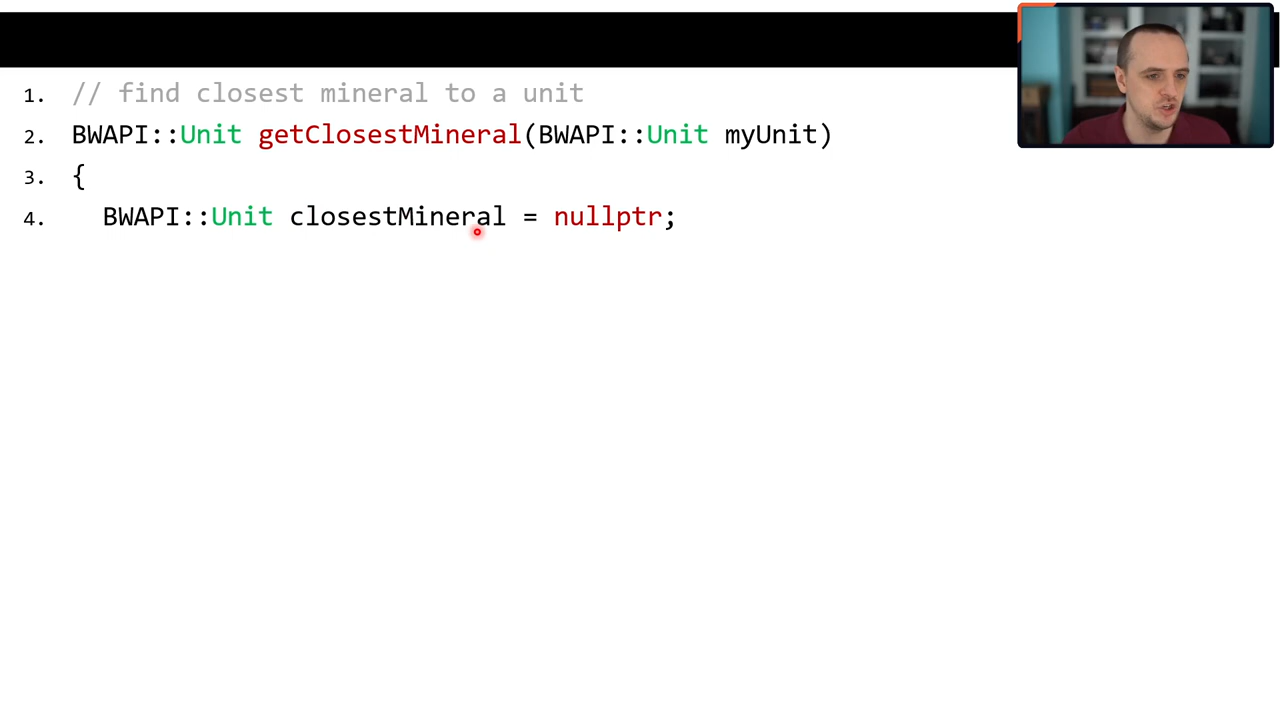 1. // find closest mineral to a unit
2. BWAPI::Unit getClosestMineral(BWAPI::Unit myUnit)
3. {
4. BWAPI::Unit closestMineral = nullptr;